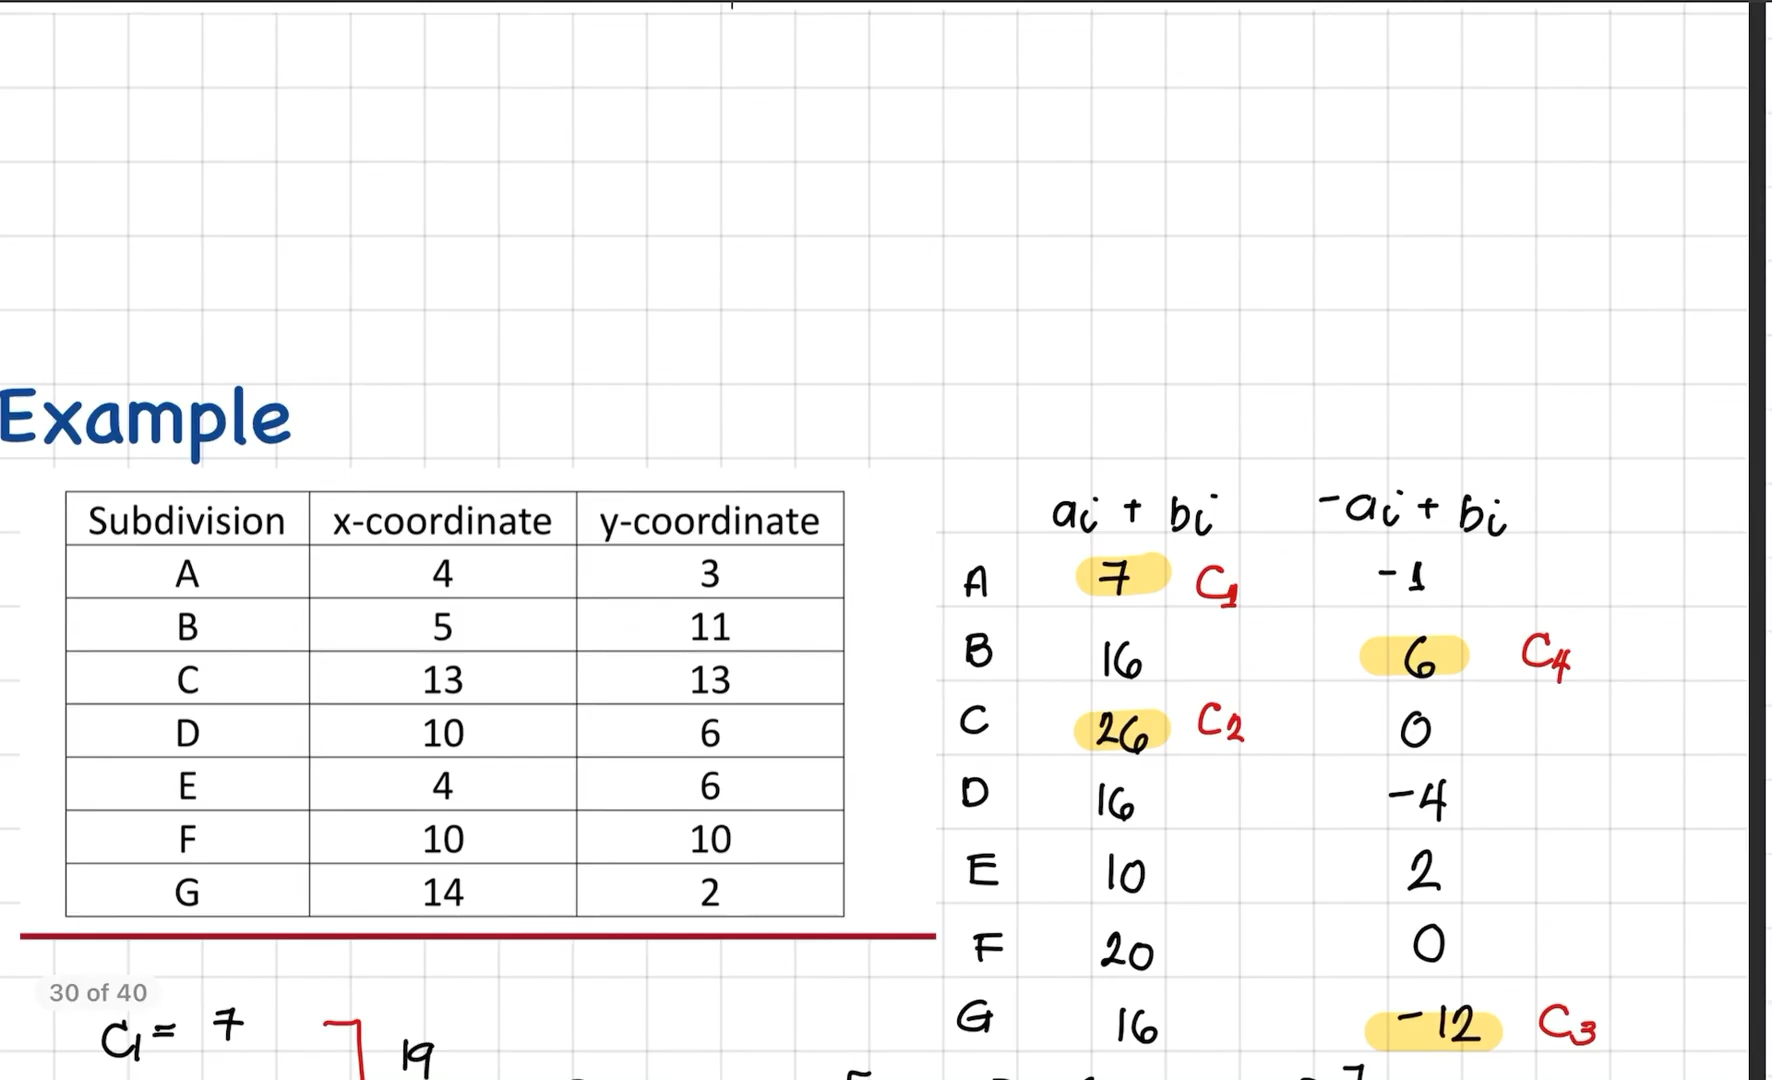 Example
Subdivision x-coordinate y-coordinate
A 4 3
B 5 11
C 13 13
D 10 6
E 4 6
F 10 10
G 14 2
ai + bi -ai + bi
A 7 C1 -1
B 16 6 C4
C 26 C2 0
D 16 -4
E 10 2
F 20 0
G 16 -12 C3
30 of 40
C1 = 7
19